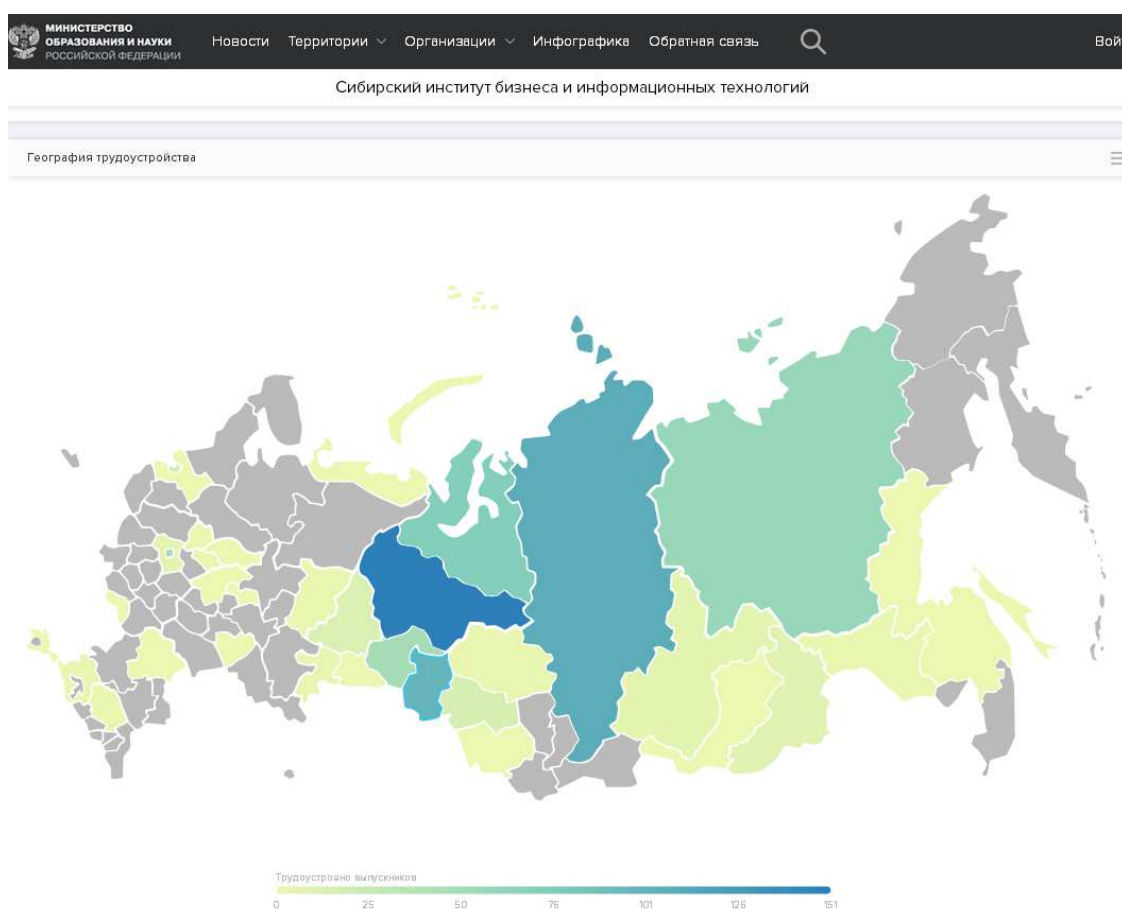 МИНИСТЕРСТВО
ОБРАЗОВАНИЯ И НАУКИ
РОССИЙСКОЙ ФЕДЕРАЦИИ
Новости Территории Организации Инфографика Обратная связь Вой
Сибирский институт бизнеса и информационных технологий
География трудоустройства
Трудоустроено выпускников
0 25 50 76 101 126 151